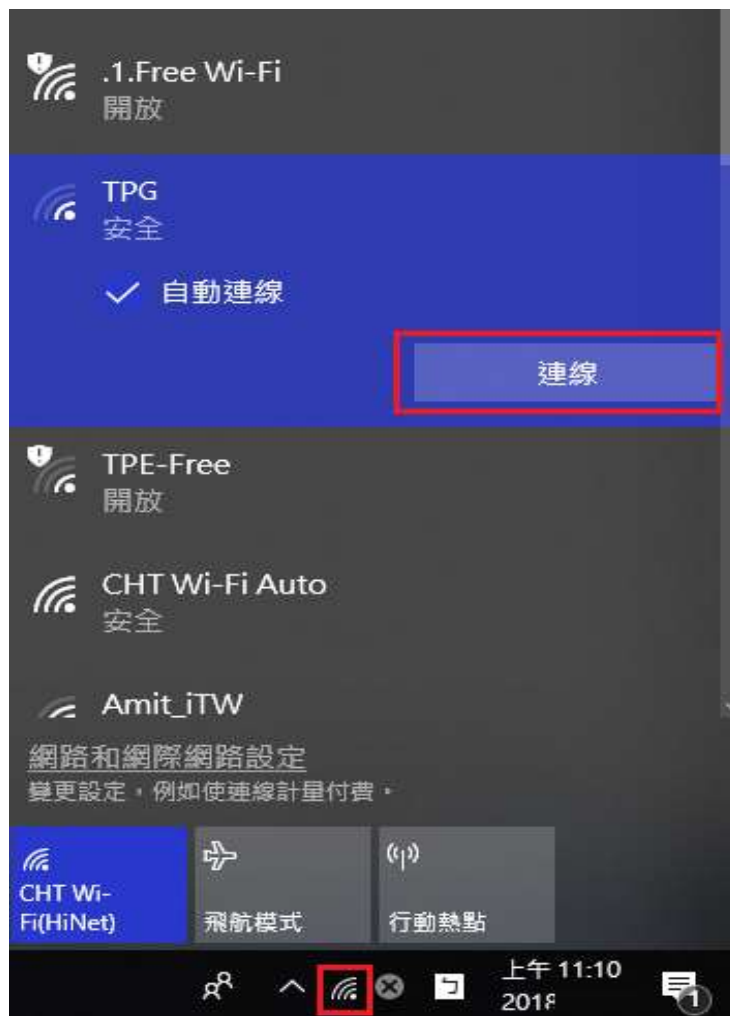 .1.Free Wi-Fi
開放
TPG
安全
自動連線
連線
TPE-Free
開放
CHT Wi-Fi Auto
安全
Amit_iTW
網路和網際網路設定
變更設定，例如使連線計量付費。
CHT Wi-
Fi(HiNet)
飛航模式
行動熱點
ㄅ
上午 11:10
2018
1